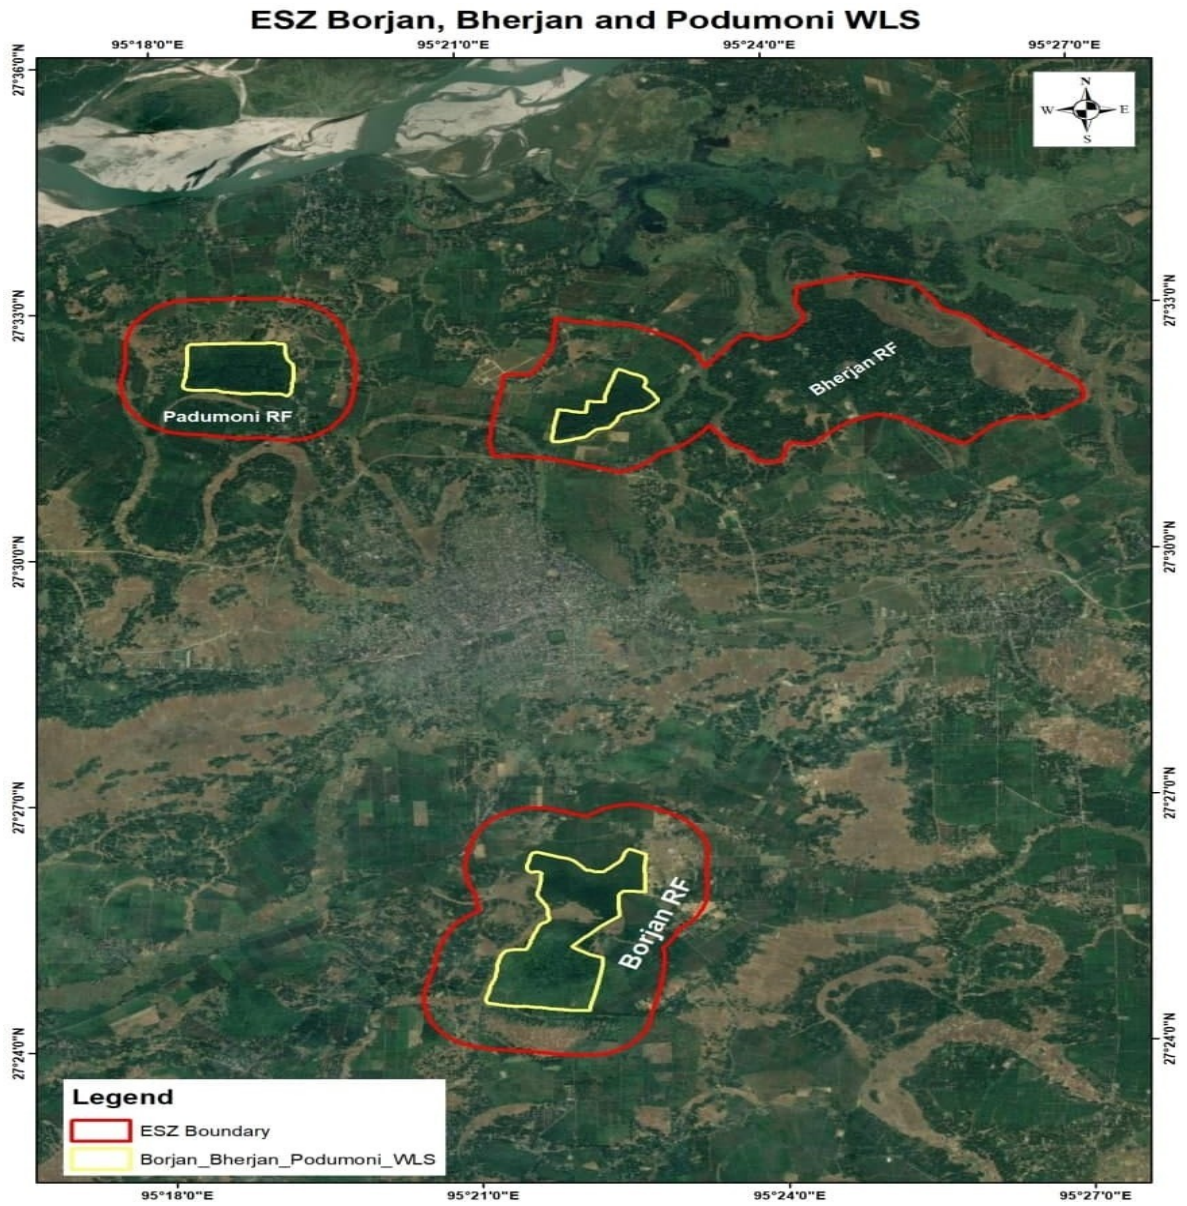 ESZ Borjan, Bherjan and Podumoni WLS
95°18'0"E 95°21'0"E 95°24'0"E 95°27'0"E
27°36'0"N
N
W E
S
27°33'0"N 27°33'0"N
Bherjan RF
Padumoni RF
27°30'0"N 27°30'0"N
27°27'0"N 27°27'0"N
Borjan RF
27°24'0"N 27°24'0"N
Legend
ESZ Boundary
Borjan_Bherjan_Podumoni_WLS
95°18'0"E 95°21'0"E 95°24'0"E 95°27'0"E